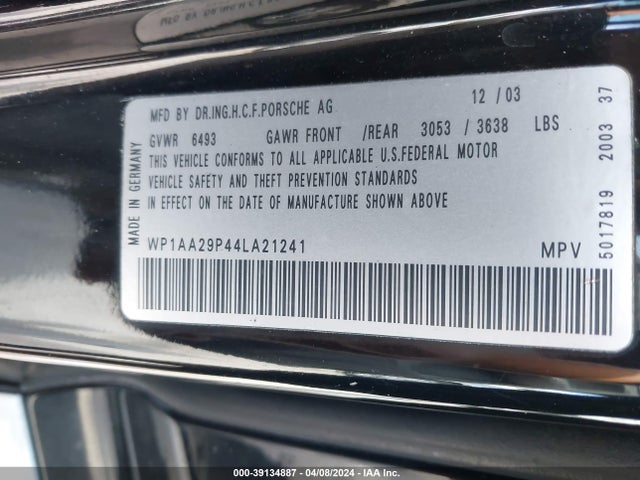 MFD BY DR.ING.H.C.F.PORSCHE AG 12 / 03
GVWR 6493 GAWR FRONT /REAR 3053 / 3638 LBS
THIS VEHICLE CONFORMS TO ALL APPLICABLE U.S.FEDERAL MOTOR
VEHICLE SAFETY AND THEFT PREVENTION STANDARDS
IN EFFECT ON THE DATE OF MANUFACTURE SHOWN ABOVE
WP1AA29P44LA21241 MPV
MADE IN GERMANY
5017819 2003 37
000-39134887 - 04/08/2024 - IAA Inc.